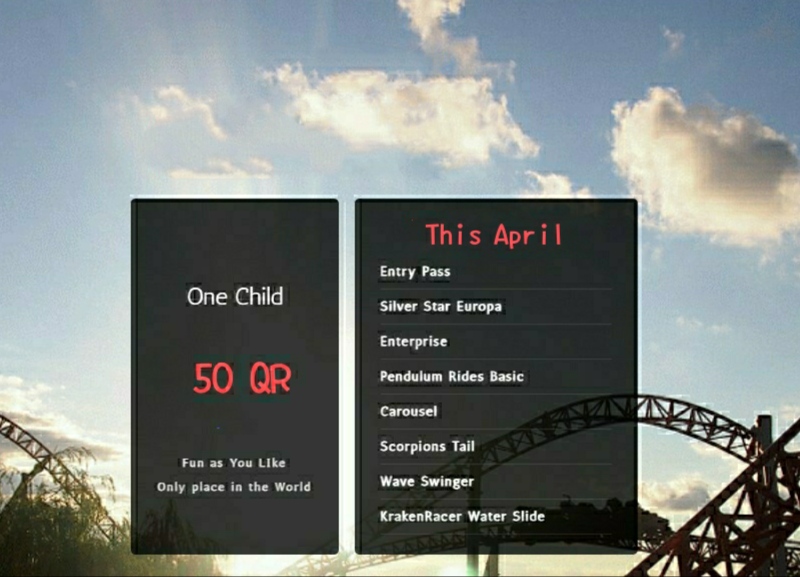 One Child
50 QR
Fun as You LIke
Only place in the World
This April
Entry Pass
Silver Star Europa
Enterprise
Pendulum Rides Basic
Carousel
Scorpions Tail
Wave Swinger
KrakenRacer Water Slide